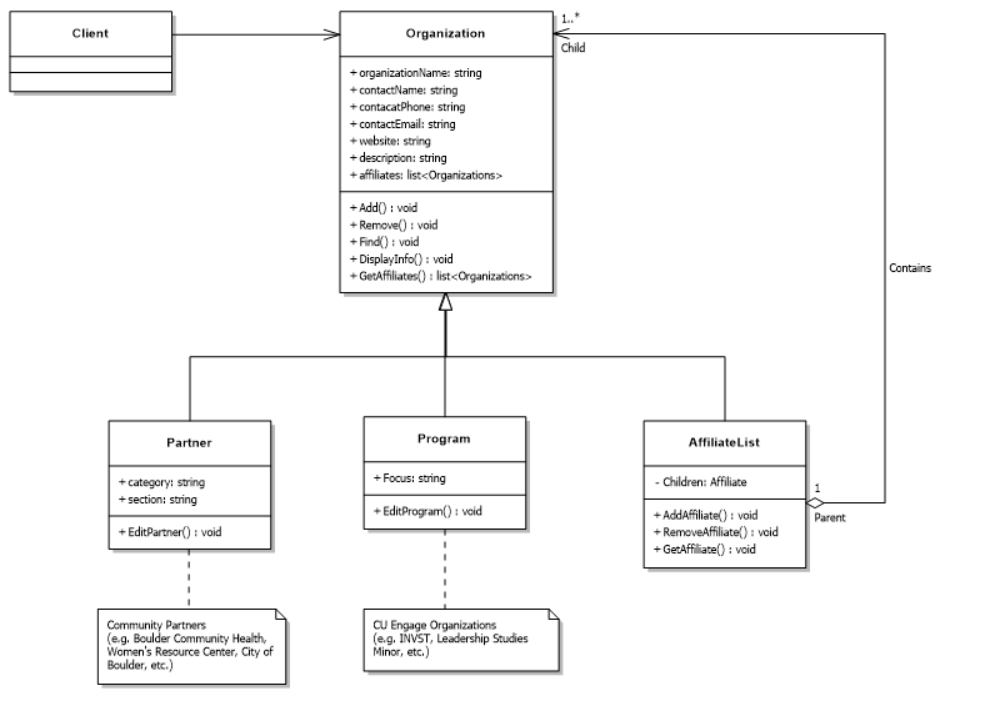 Client
Organization
+ organizationName: string
+ contactName: string
+ contacatPhone: string
+ contactEmail: string
+ website: string
+ description: string
+ affiliates: list<Organizations>
+ Add() : void
+ Remove() : void
+ Find() : void
+ DisplayInfo() : void
+ GetAffiliates() : list<Organizations>
1..*
Child
Contains
Partner
+ category: string
+ section: string
+ EditPartner() : void
Program
+ Focus: string
+ EditProgram() : void
AffiliateList
- Children: Affiliate
+ AddAffiliate() : void
+ RemoveAffiliate() : void
+ GetAffiliate() : void
1
Parent
Community Partners
(e.g. Boulder Community Health,
Women's Resource Center, City of
Boulder, etc.)
CU Engage Organizations
(e.g. INVST, Leadership Studies
Minor, etc.)